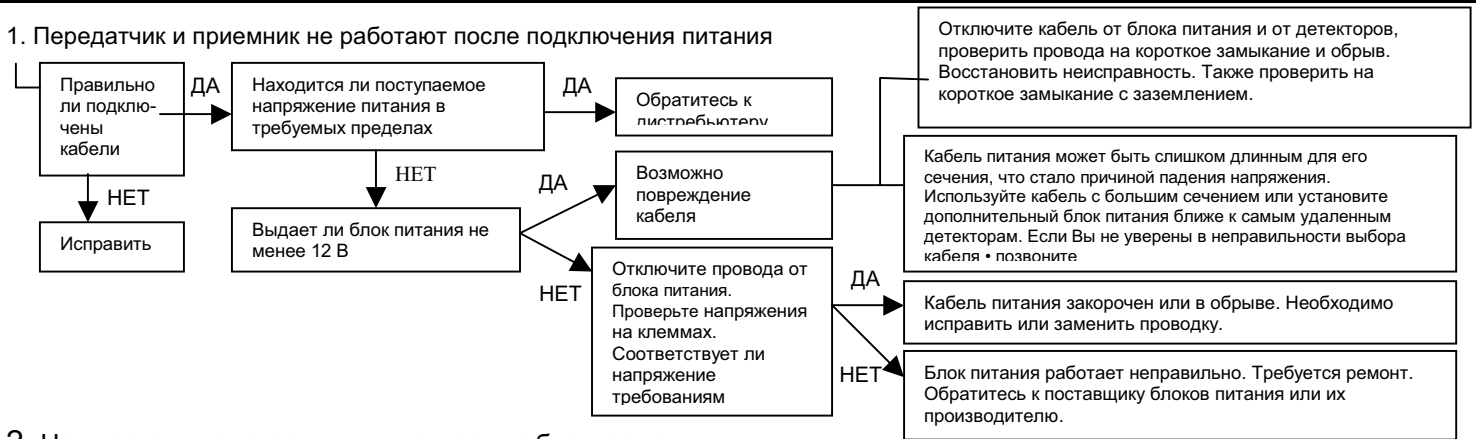 1. Передатчик и приемник не работают после подключения питания
Правильно
ли подклю-
чены
кабели
ДА
Находится ли поступаемое
напряжение питания в
требуемых пределах
ДА
Обратитесь к
дистребьютеру
НЕТ
Исправить
НЕТ
Выдает ли блок питания не
менее 12 В
ДА
Возможно
повреждение
кабеля
Отключите кабель от блока питания и от детекторов,
проверить провода на короткое замыкание и обрыв.
Восстановить неисправность. Также проверить на
короткое замыкание с заземлением.
Кабель питания может быть слишком длинным для его
сечения, что стало причиной падения напряжения.
Используйте кабель с большим сечением или установите
дополнительный блок питания ближе к самым удаленным
детекторам. Если Вы не уверены в неправильности выбора
кабеля • позвоните
НЕТ
Отключите провода от
блока питания.
Проверьте напряжения
на клеммах.
Соответствует ли
напряжение
требованиям
ДА
Кабель питания закорочен или в обрыве. Необходимо
исправить или заменить проводку.
НЕТ
Блок питания работает неправильно. Требуется ремонт.
Обратитесь к поставщику блоков питания или их
производителю.
2.